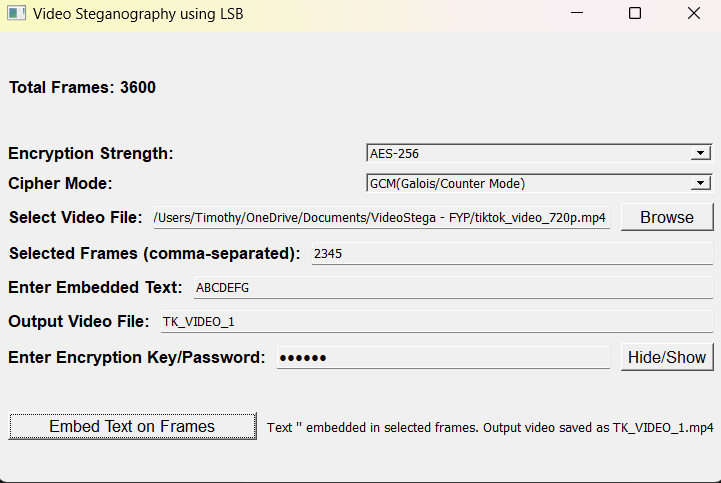 Video Steganography using LSB
Total Frames: 3600
Encryption Strength: AES-256
Cipher Mode: GCM(Galois/Counter Mode)
Select Video File: /Users/Timothy/OneDrive/Documents/VideoStega - FYP/tiktok_video_720p.mp4 Browse
Selected Frames (comma-separated): 2345
Enter Embedded Text: ABCDEFG
Output Video File: TK_VIDEO_1
Enter Encryption Key/Password: ●●●●●● Hide/Show
Embed Text on Frames Text '' embedded in selected frames. Output video saved as TK_VIDEO_1.mp4